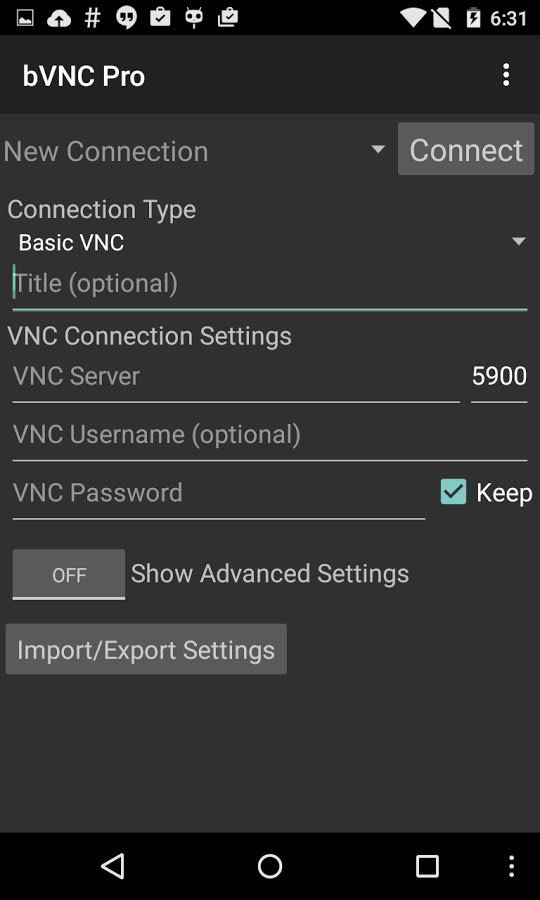 6:31
bVNC Pro
New Connection
Connect
Connection Type
Basic VNC
Title (optional)
VNC Connection Settings
VNC Server
5900
VNC Username (optional)
VNC Password
Keep
OFF
Show Advanced Settings
Import/Export Settings